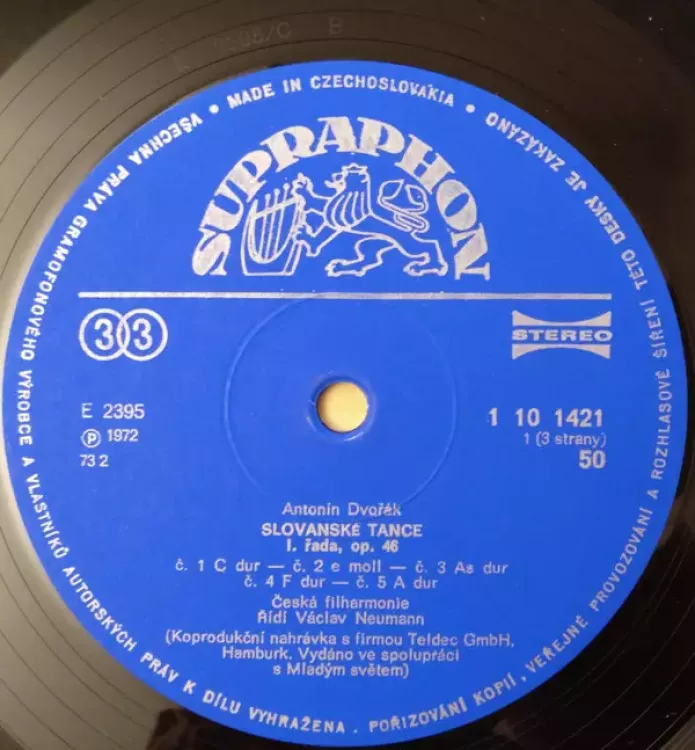 VŠECHNA PRÁVA GRAMOFONOVÉHO VÝROBCE A VLASTNÍKŮ AUTORSKÝCH PRÁV K DÍLU VYHRAŽENA. POŘIZOVÁNÍ KOPIÍ, VEŘEJNÉ PROVOZOVÁNÍ A ROZHLASOVÉ ŠÍŘENÍ TÉTO DESKY JE ZAKÁZÁNO
• MADE IN CZECHOSLOVAKIA •
SUPRAPHON
33
STEREO
E 2395
℗ 1972
73 2
1 10 1421
1 (3 strany)
50
Antonín Dvořák
SLOVANSKÉ TANCE
I. řada, op. 46
č. 1 C dur — č. 2 e moll — č. 3 As dur
č. 4 F dur — č. 5 A dur
Česká filharmonie
Řídí Václav Neumann
(Koprodukční nahrávka s firmou Teldec GmbH,
Hamburk. Vydáno ve spolupráci
s Mladým světem)